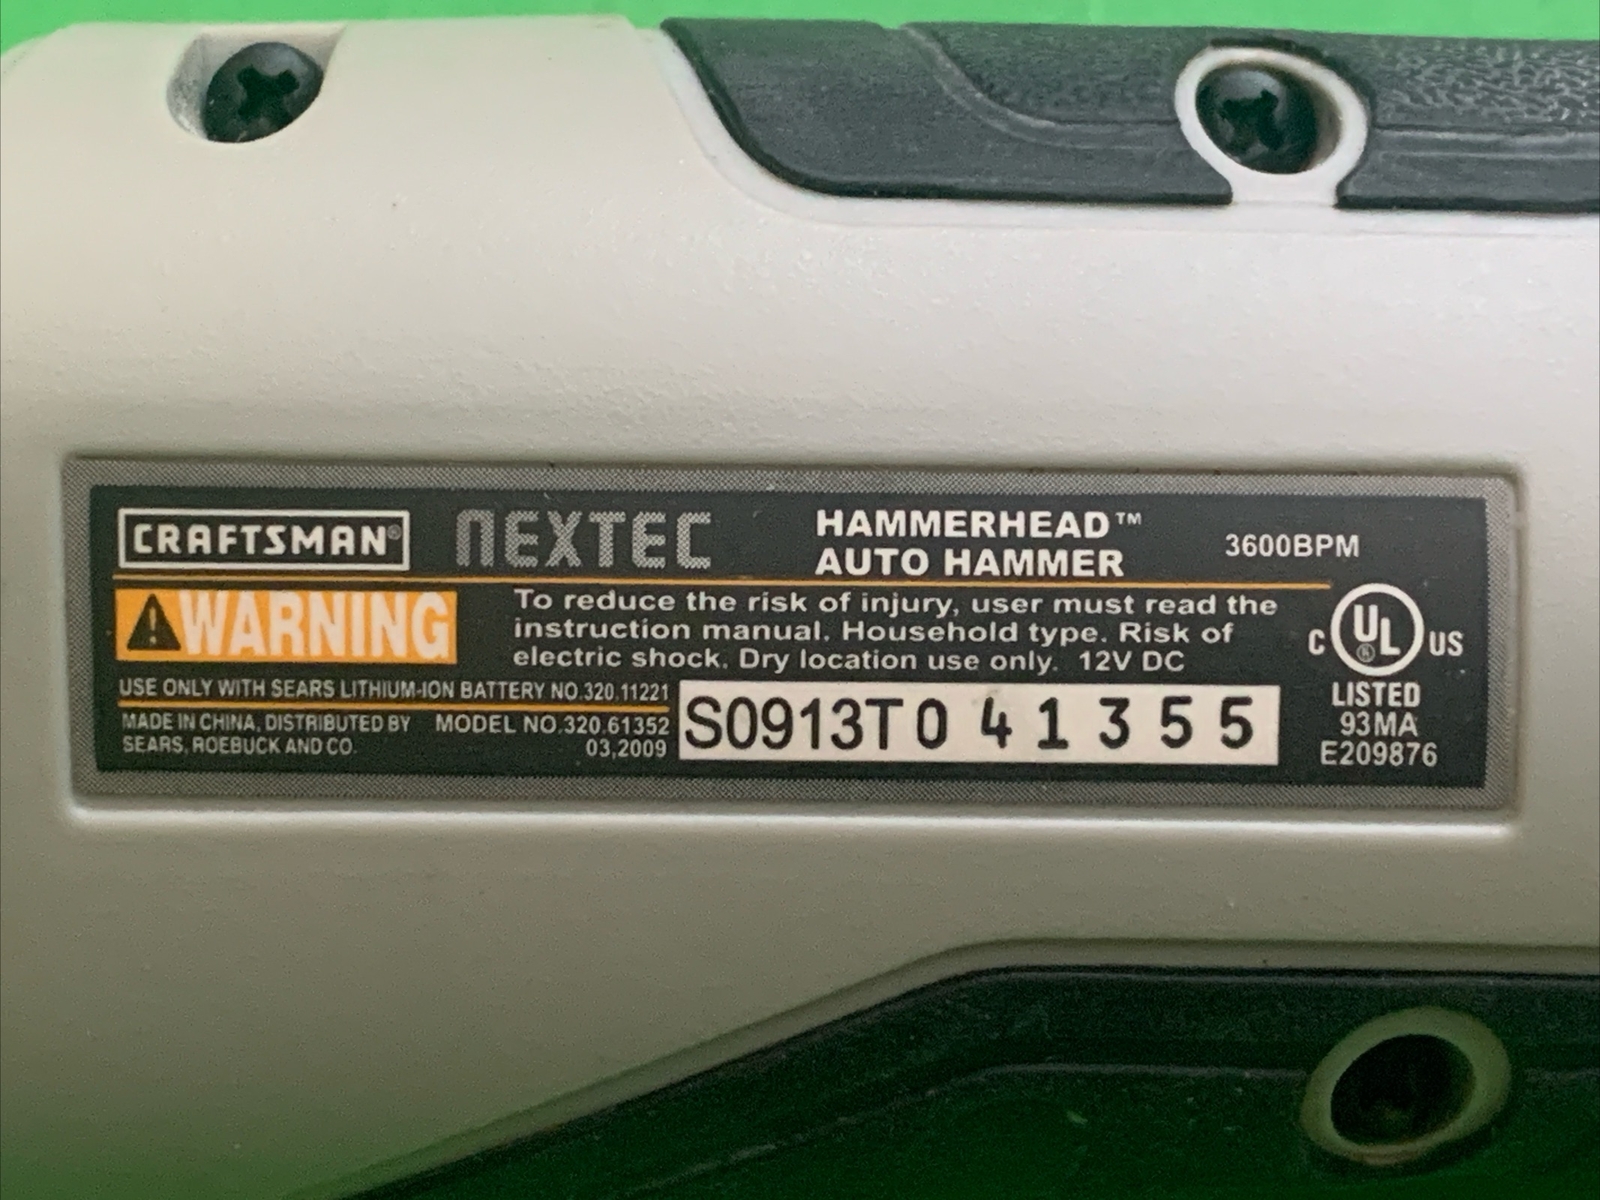 CRAFTSMAN® NEXTEC HAMMERHEAD™ AUTO HAMMER 3600BPM
⚠WARNING
To reduce the risk of injury, user must read the
instruction manual. Household type. Risk of
electric shock. Dry location use only. 12V DC
USE ONLY WITH SEARS LITHIUM-ION BATTERY NO.320.11221
MADE IN CHINA, DISTRIBUTED BY
SEARS, ROEBUCK AND CO.
MODEL NO.320.61352
03,2009
S0913T041355
C UL® US
LISTED
93MA
E209876